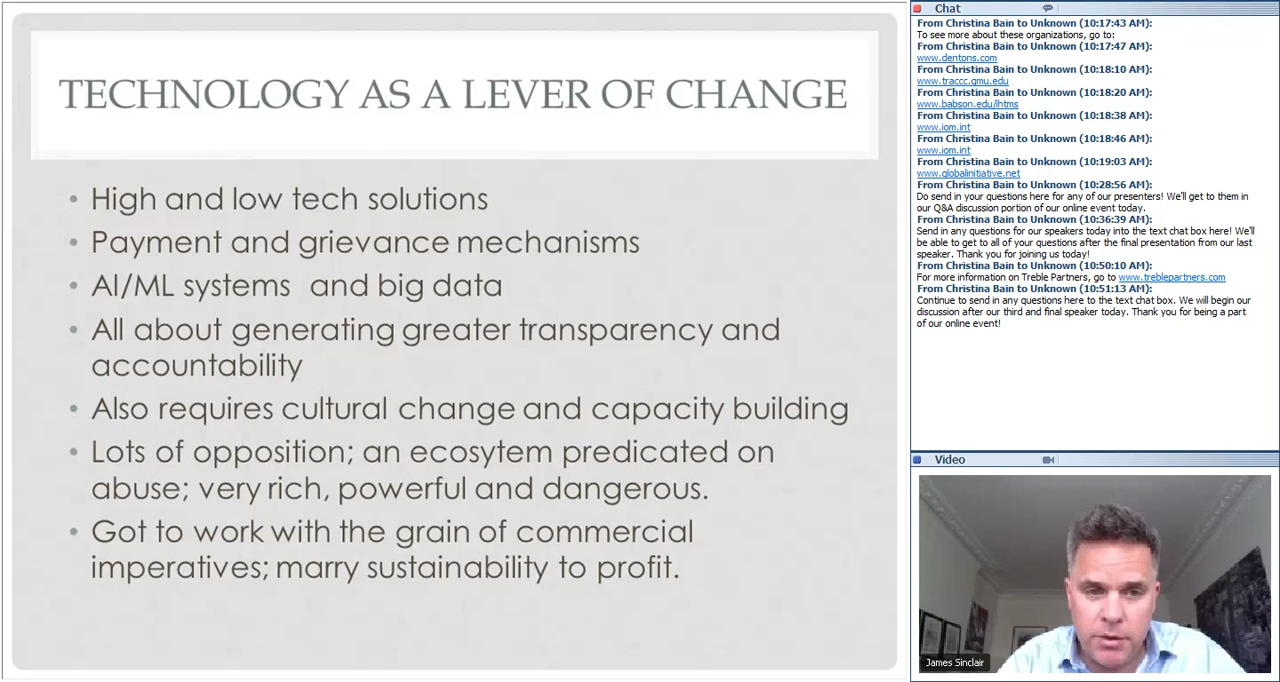 TECHNOLOGY AS A LEVER OF CHANGE
• High and low tech solutions
• Payment and grievance mechanisms
• AI/ML systems and big data
• All about generating greater transparency and
accountability
• Also requires cultural change and capacity building
• Lots of opposition; an ecosytem predicated on
abuse; very rich, powerful and dangerous.
• Got to work with the grain of commercial
imperatives; marry sustainability to profit.
Chat
From Christina Bain to Unknown (10:17:43 AM):
To see more about these organizations, go to:
From Christina Bain to Unknown (10:17:47 AM):
www.dentons.com
From Christina Bain to Unknown (10:18:10 AM):
www.traccc.gmu.edu
From Christina Bain to Unknown (10:18:20 AM):
www.babson.edu/lhtms
From Christina Bain to Unknown (10:18:38 AM):
www.iom.int
From Christina Bain to Unknown (10:18:46 AM):
www.iom.int
From Christina Bain to Unknown (10:19:03 AM):
www.globalinitiative.net
From Christina Bain to Unknown (10:28:56 AM):
Do send in your questions here for any of our presenters! We'll get to them in
our Q&A discussion portion of our online event today.
From Christina Bain to Unknown (10:36:39 AM):
Send in any questions for our speakers today into the text chat box here! We'll
be able to get to all of your questions after the final presentation from our last
speaker. Thank you for joining us today!
From Christina Bain to Unknown (10:50:10 AM):
For more information on Treble Partners, go to www.treblepartners.com
From Christina Bain to Unknown (10:51:13 AM):
Continue to send in any questions here to the text chat box. We will begin our
discussion after our third and final speaker today. Thank you for being a part
of our online event!
Video
James Sinclair